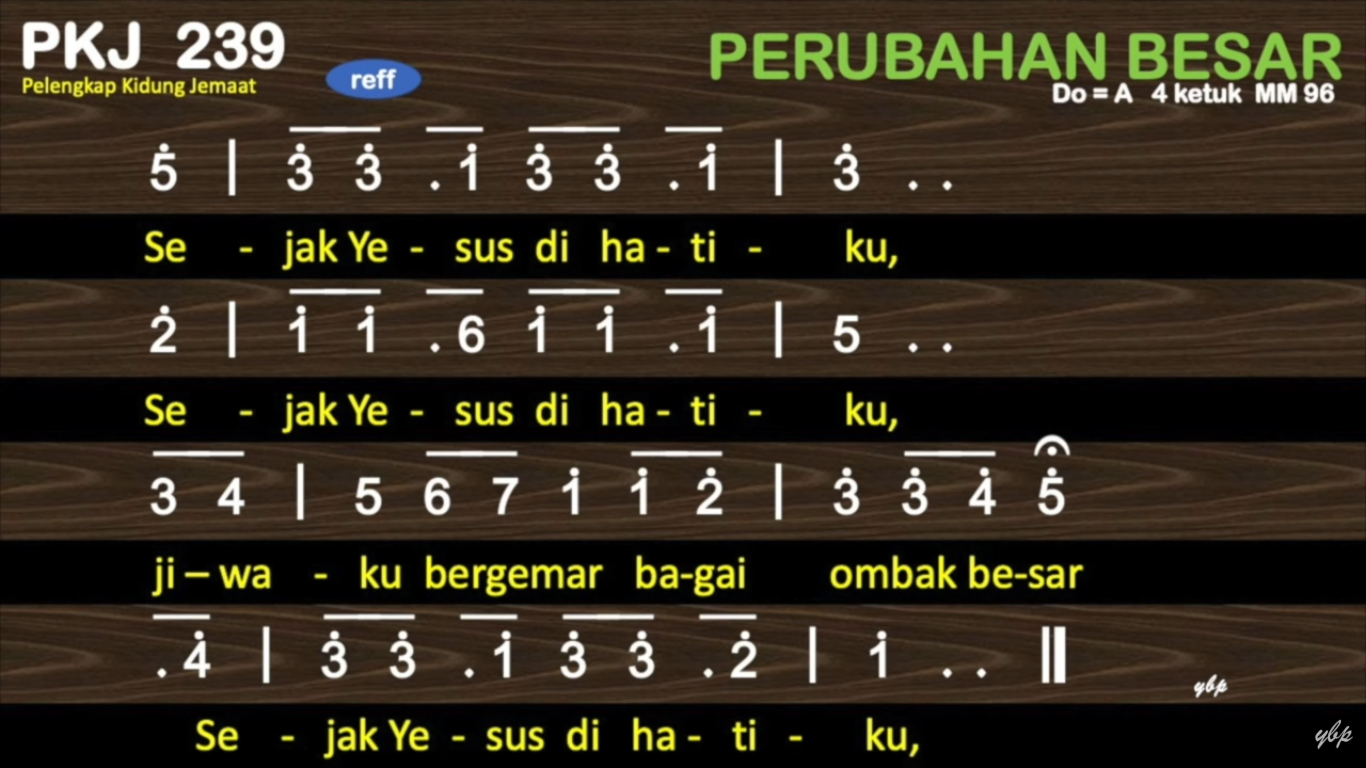 PKJ 239
PERUBAHAN BESAR
Pelengkap Kidung Jemaat
reff
Do = A 4 ketuk MM 96
5̇ | 3̇ 3̇ . 1̇ 3̇ 3̇ . 1̇ | 3̇ . .
Se - jak Ye - sus di ha - ti - ku,
2̇ | 1̇ 1̇ . 6 1̇ 1̇ . 1̇ | 5 . .
Se - jak Ye - sus di ha - ti - ku,
3 4 | 5 6 7 1̇ 1̇ 2̇ | 3̇ 3̇ 4̇ 5̇
ji – wa - ku bergemar ba-gai ombak be-sar
. 4̇ | 3̇ 3̇ . 1̇ 3̇ 3̇ . 2̇ | 1̇ . . ||
ybp
Se - jak Ye - sus di ha - ti - ku,
ybp